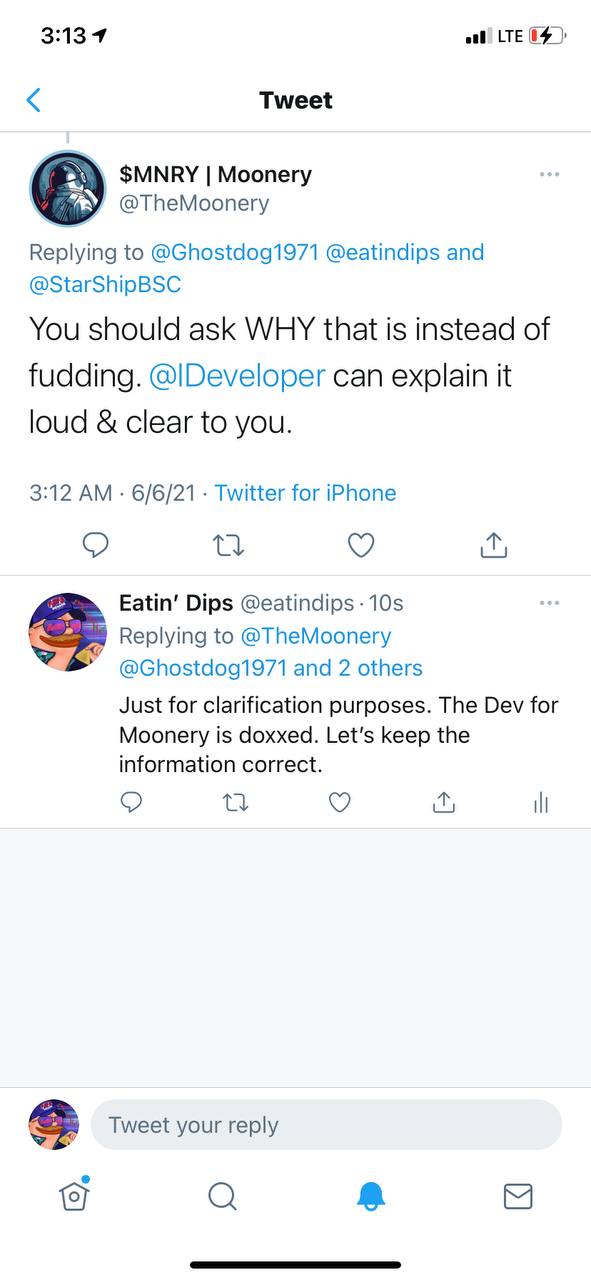 3:13
LTE
Tweet
$MNRY | Moonery
@TheMoonery
Replying to @Ghostdog1971 @eatindips and
@StarShipBSC
You should ask WHY that is instead of
fudding. @IDeveloper can explain it
loud & clear to you.
3:12 AM · 6/6/21 · Twitter for iPhone
Eatin’ Dips @eatindips · 10s
Replying to @TheMoonery
@Ghostdog1971 and 2 others
Just for clarification purposes. The Dev for
Moonery is doxxed. Let’s keep the
information correct.
Tweet your reply